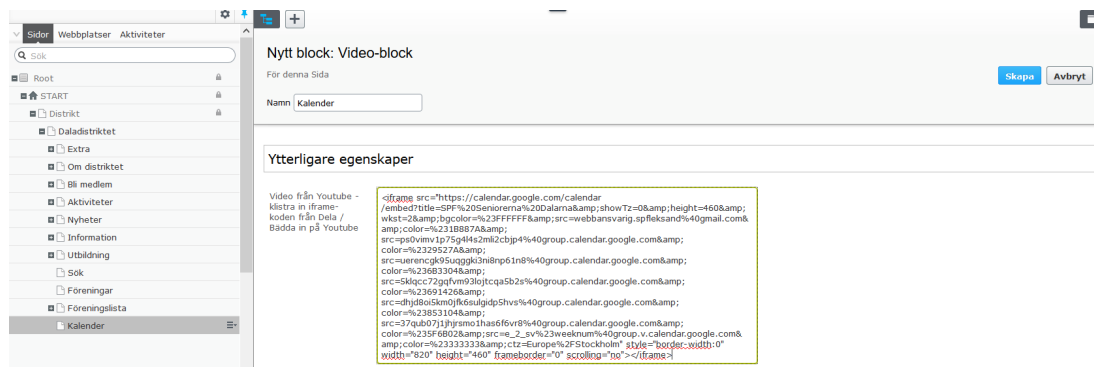 Sidor Webbplatser Aktiviteter
Sök
Root
START
Distrikt
Daladistriktet
Extra
Om distriktet
Bli medlem
Aktiviteter
Nyheter
Information
Utbildning
Sök
Föreningar
Föreningslista
Kalender
Nytt block: Video-block
För denna Sida
Skapa Avbryt
Namn Kalender
Ytterligare egenskaper
Video från Youtube -
klistra in iframe-
koden från Dela /
Bädda in på Youtube
<iframe src="https://calendar.google.com/calendar
/embed?title=SPF%20Seniorerna%20Dalarna&amp;showTz=0&amp;height=460&amp;
wkst=2&amp;bgcolor=%23FFFFFF&amp;src=webbansvarig.spfleksand%40gmail.com&
amp;color=%231B887A&amp;
src=ps0vimv1p75g4l4s2mli2cbjp4%40group.calendar.google.com&amp;
color=%2329527A&amp;
src=uerencgk95uqggki3ni8np61n8%40group.calendar.google.com&amp;
color=%236B3304&amp;
src=5klqcc72gqfvm93lojtcqa5b2s%40group.calendar.google.com&amp;
color=%23691426&amp;
src=dhjd8oi5km0jfk6sulgidp5hvs%40group.calendar.google.com&amp;
color=%23853104&amp;
src=37qub07j1jhjrsmo1has6f6vr8%40group.calendar.google.com&amp;
color=%235F6B02&amp;src=e_2_sv%23weeknum%40group.v.calendar.google.com&
amp;color=%23333333&amp;ctz=Europe%2FStockholm" style="border-width:0"
width="820" height="460" frameborder="0" scrolling="no"></iframe>